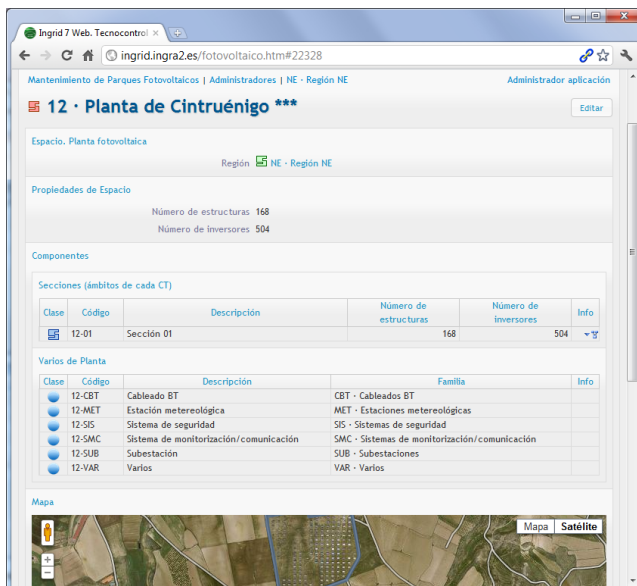 Ingrid 7 Web. Tecnocontrol
ingrid.ingra2.es/fotovoltaico.htm#22328
Mantenimiento de Parques Fotovoltaicos | Administradores | NE · Región NE Administrador aplicación
12 · Planta de Cintruénigo *** Editar
Espacio. Planta fotovoltaica
Región NE · Región NE
Propiedades de Espacio
Número de estructuras 168
Número de inversores 504
Componentes
Secciones (ámbitos de cada CT)
Clase Código Descripción Número de estructuras Número de inversores Info
12-01 Sección 01 168 504
Varios de Planta
Clase Código Descripción Familia Info
12-CBT Cableado BT CBT · Cableados BT
12-MET Estación metereológica MET · Estaciones metereológicas
12-SIS Sistema de seguridad SIS · Sistemas de seguridad
12-SMC Sistema de monitorización/comunicación SMC · Sistemas de monitorización/comunicación
12-SUB Subestación SUB · Subestaciones
12-VAR Varios VAR · Varios
Mapa
Mapa Satélite